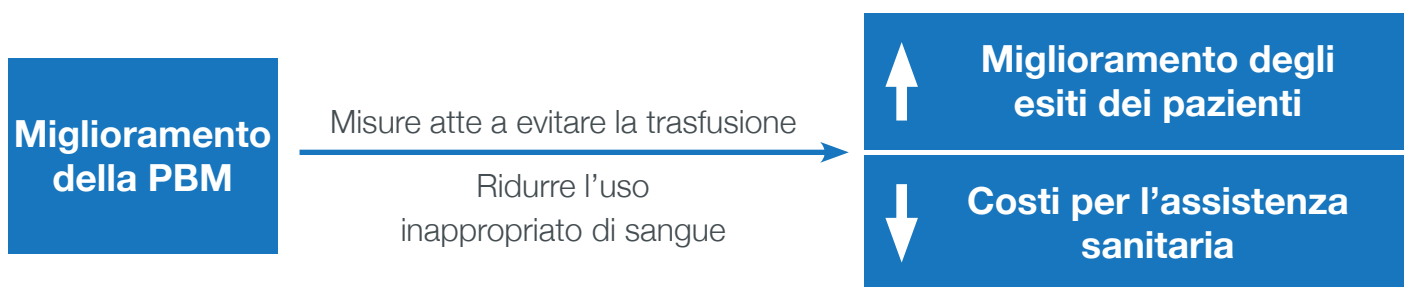 Miglioramento
della PBM
Misure atte a evitare la trasfusione
Ridurre l'uso
inappropriato di sangue
Miglioramento degli
esiti dei pazienti
Costi per l'assistenza
sanitaria